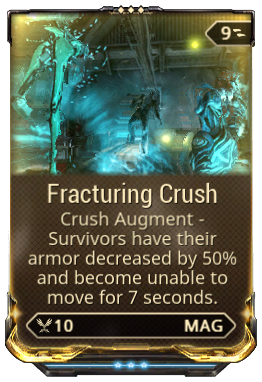 9
Fracturing Crush
Crush Augment -
Survivors have their
armor decreased by 50%
and become unable to
move for 7 seconds.
10 MAG